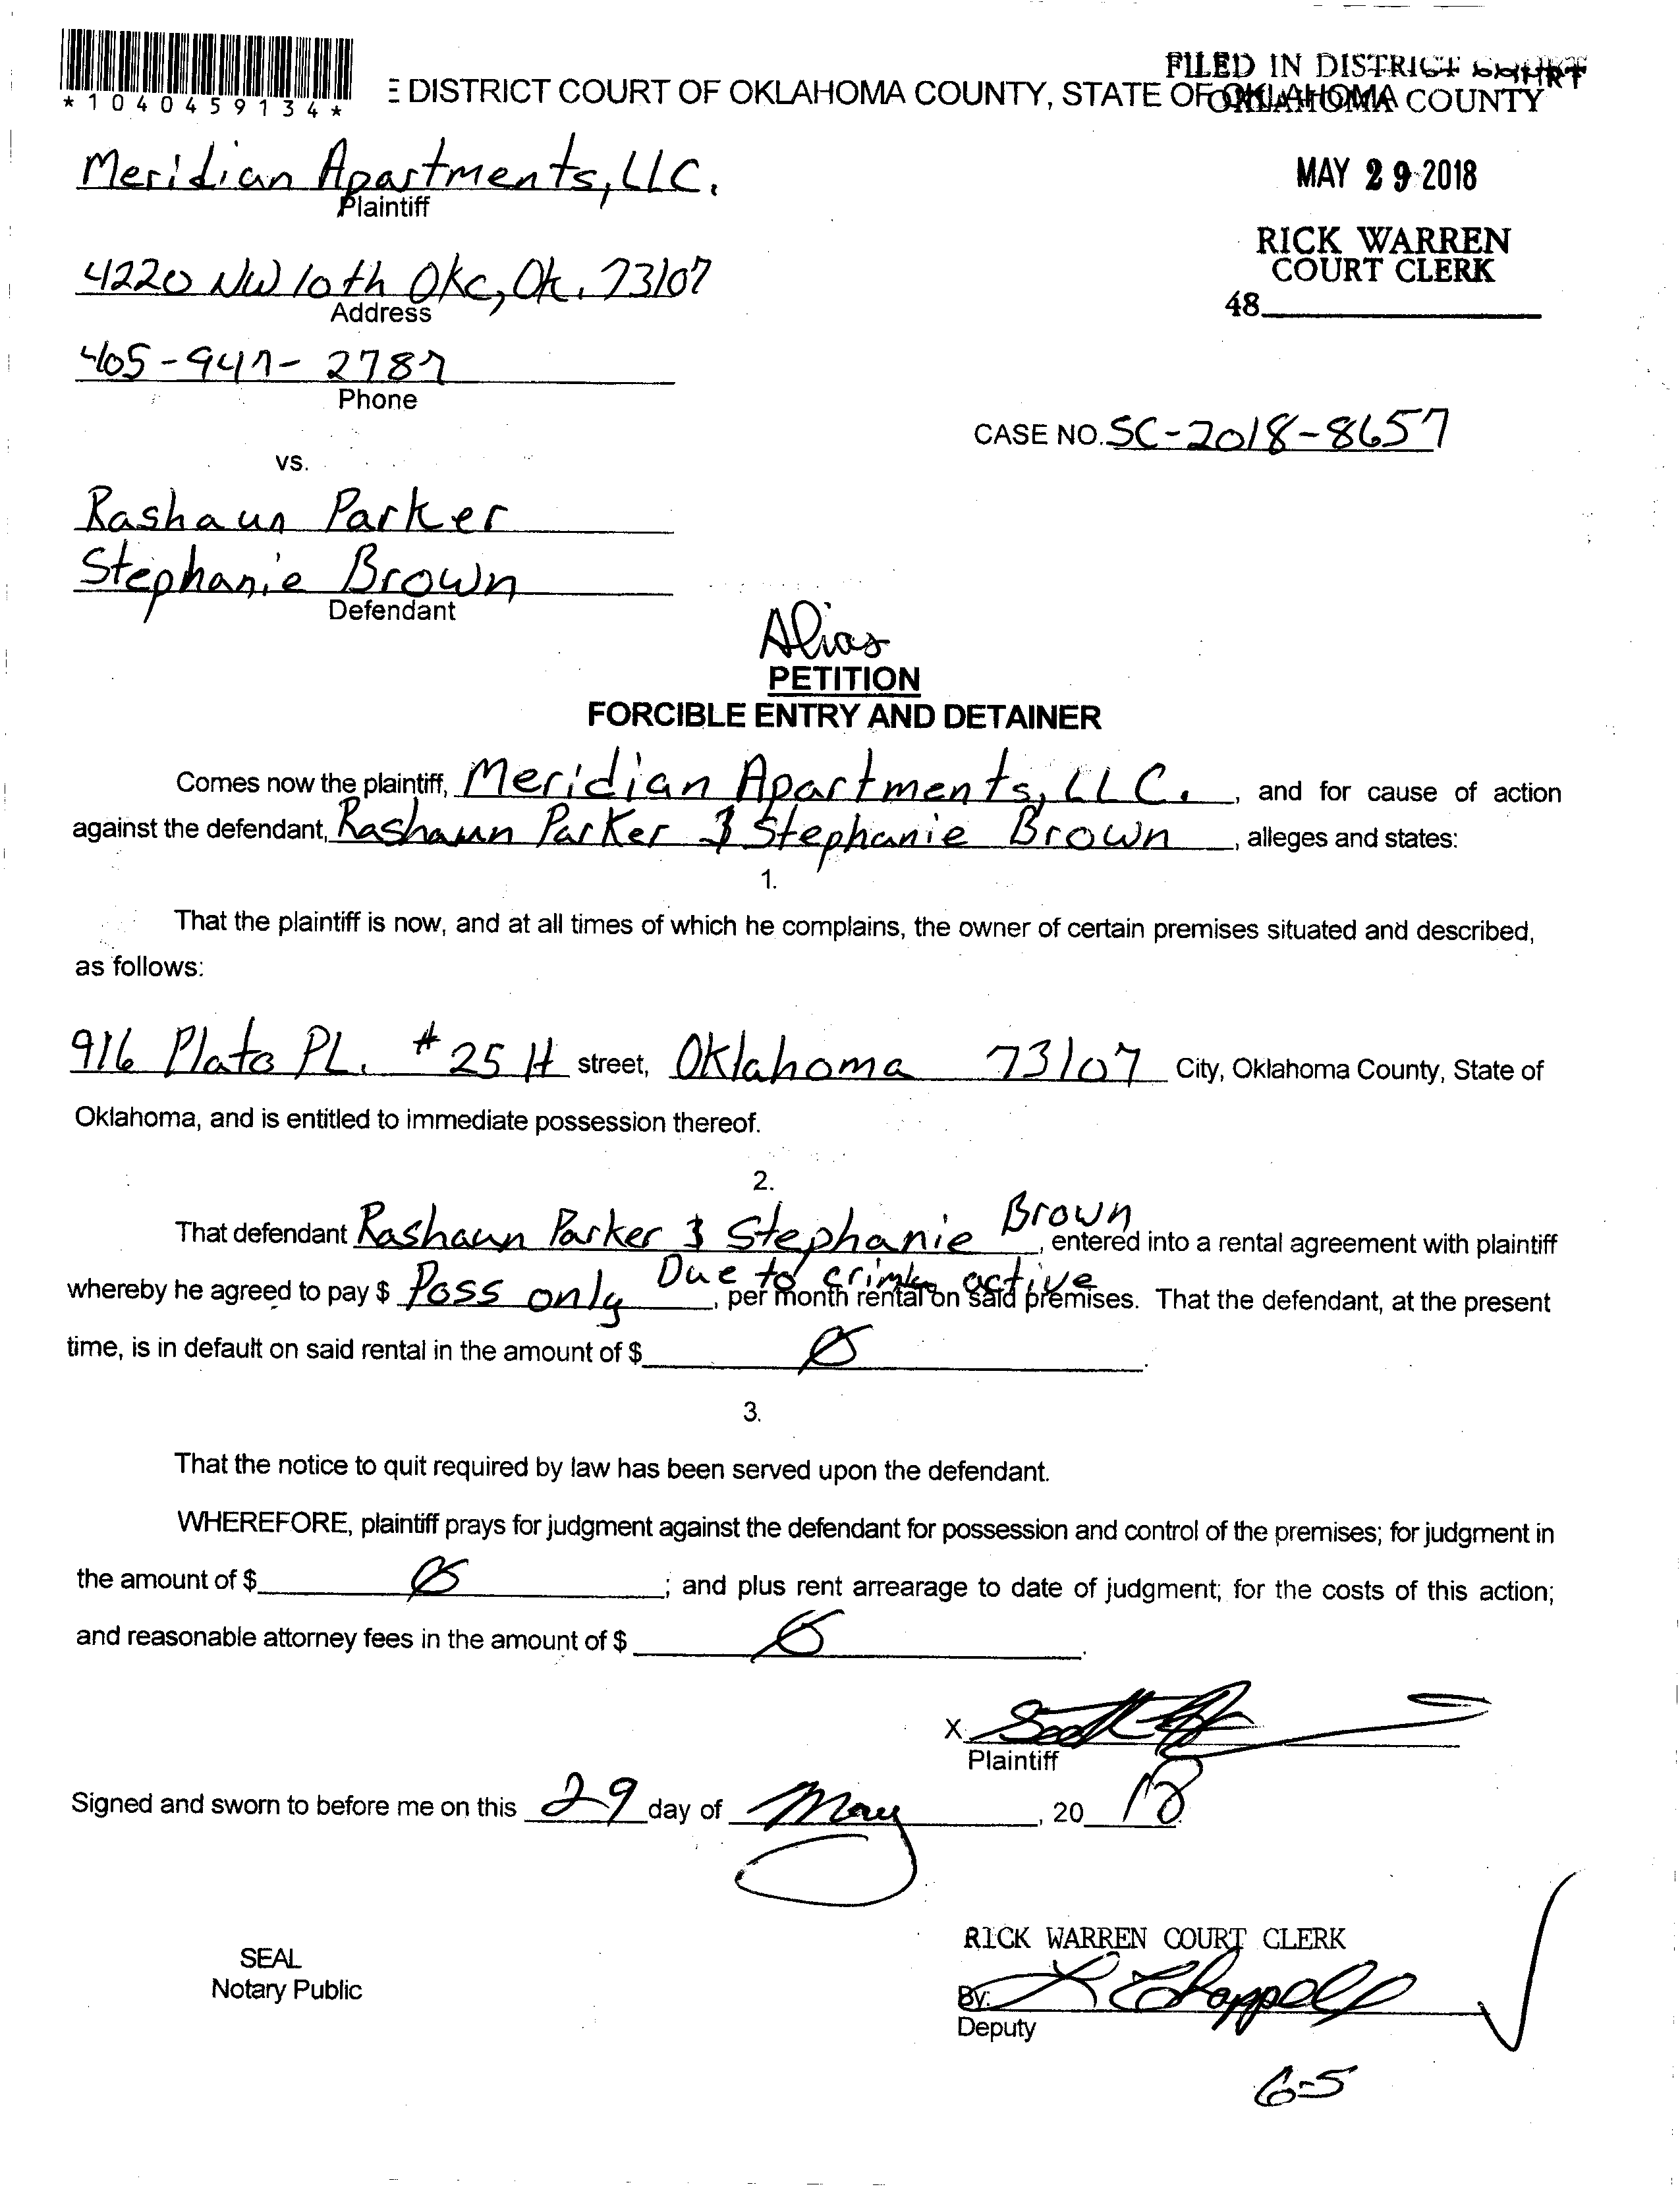 *1040459134*
E DISTRICT COURT OF OKLAHOMA COUNTY, STATE OF
FILED IN DISTRICT COURT
OKLAHOMA COUNTY
MAY 29 2018
RICK WARREN
COURT CLERK
48
Meridian Apartments, LLC.
Plaintiff
4220 NW 10th Okc, Ok. 73107
Address
405-947-2787
Phone
CASE NO. SC-2018-8657
vs.
Rashaun Parker
Stephanie Brown
Defendant
Alias
PETITION
FORCIBLE ENTRY AND DETAINER
Comes now the plaintiff, Meridian Apartments, LLC. , and for cause of action
against the defendant, Rashaun Parker & Stephanie Brown , alleges and states:
1.
That the plaintiff is now, and at all times of which he complains, the owner of certain premises situated and described,
as follows:
916 Plato PL. #25 H street, Oklahoma 73107 City, Oklahoma County, State of
Oklahoma, and is entitled to immediate possession thereof.
2.
That defendant Rashaun Parker & Stephanie Brown, entered into a rental agreement with plaintiff
whereby he agreed to pay $ Poss only Due to active , per month rental on said premises. That the defendant, at the present
time, is in default on said rental in the amount of $ Ø.
3.
That the notice to quit required by law has been served upon the defendant.
WHEREFORE, plaintiff prays for judgment against the defendant for possession and control of the premises; for judgment in
the amount of $ Ø ; and plus rent arrearage to date of judgment; for the costs of this action;
and reasonable attorney fees in the amount of $ Ø.
X
Plaintiff
Signed and sworn to before me on this 29 day of May , 20 18
RICK WARREN COURT CLERK
SEAL
Notary Public
By: L Chappell
Deputy
6-5